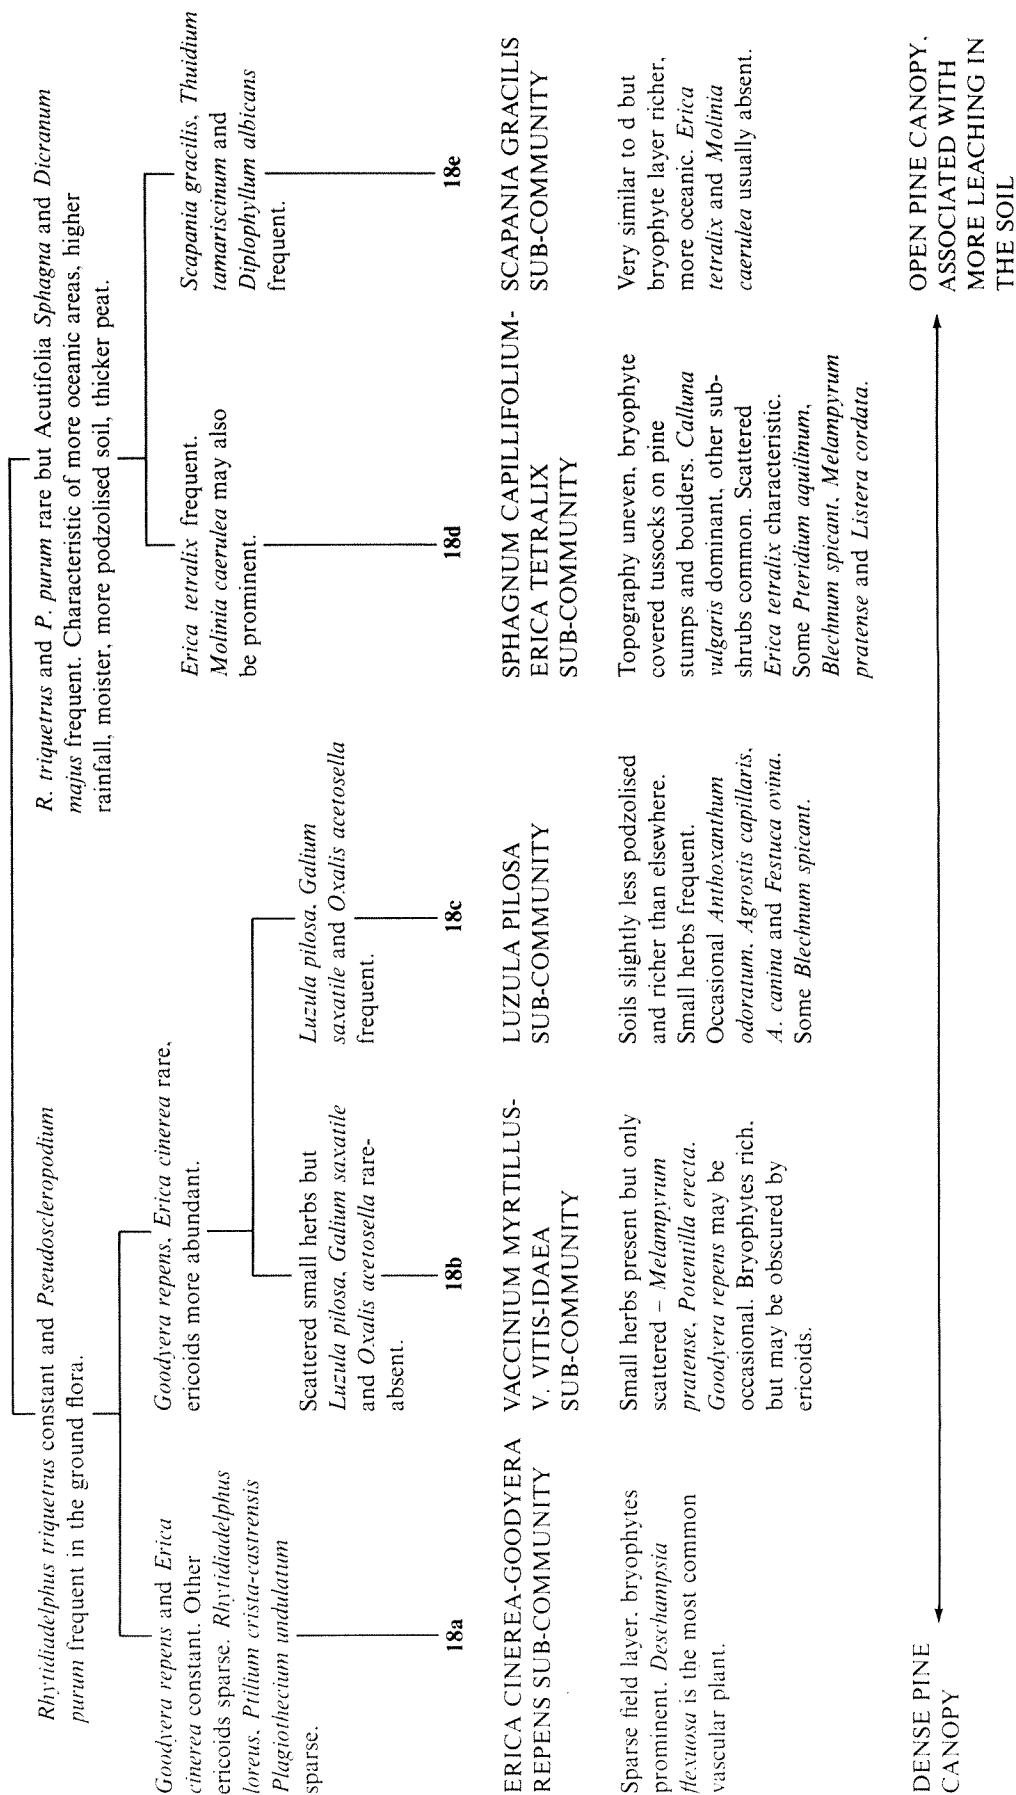 Rhytidiadelphus triquetrus constant and Pseudoscleropodium
purum frequent in the ground flora.
R. triquetrus and P. purum rare but Acutifolia Sphagna and Dicranum
majus frequent. Characteristic of more oceanic areas, higher
rainfall, moister, more podzolised soil, thicker peat.
Goodyera repens and Erica
cinerea constant. Other
ericoids sparse. Rhytidiadelphus
loreus, Ptilium crista-castrensis
Plagiothecium undulatum
sparse.
Goodyera repens, Erica cinerea rare,
ericoids more abundant.
Erica tetralix frequent.
Molinia caerulea may also
be prominent.
Scapania gracilis, Thuidium
tamariscinum and
Diplophyllum albicans
frequent.
Scattered small herbs but
Luzula pilosa, Galium saxatile
and Oxalis acetosella rare-
absent.
Luzula pilosa, Galium
saxatile and Oxalis acetosella
frequent.
18a
18b
18c
18d
18e
ERICA CINEREA-GOODYERA
REPENS SUB-COMMUNITY
VACCINIUM MYRTILLUS-
V. VITIS-IDAEA
SUB-COMMUNITY
LUZULA PILOSA
SUB-COMMUNITY
SPHAGNUM CAPILLIFOLIUM-
ERICA TETRALIX
SUB-COMMUNITY
SCAPANIA GRACILIS
SUB-COMMUNITY
Sparse field layer, bryophytes
prominent. Deschampsia
flexuosa is the most common
vascular plant.
Small herbs present but only
scattered – Melampyrum
pratense, Potentilla erecta.
Goodyera repens may be
occasional. Bryophytes rich,
but may be obscured by
ericoids.
Soils slightly less podzolised
and richer than elsewhere.
Small herbs frequent.
Occasional Anthoxanthum
odoratum, Agrostis capillaris,
A. canina and Festuca ovina.
Some Blechnum spicant.
Topography uneven, bryophyte
covered tussocks on pine
stumps and boulders. Calluna
vulgaris dominant, other sub-
shrubs common. Scattered
Erica tetralix characteristic.
Some Pteridium aquilinum,
Blechnum spicant, Melampyrum
pratense and Listera cordata.
Very similar to d but
bryophyte layer richer,
more oceanic. Erica
tetralix and Molinia
caerulea usually absent.
DENSE PINE
CANOPY
OPEN PINE CANOPY,
ASSOCIATED WITH
MORE LEACHING IN
THE SOIL